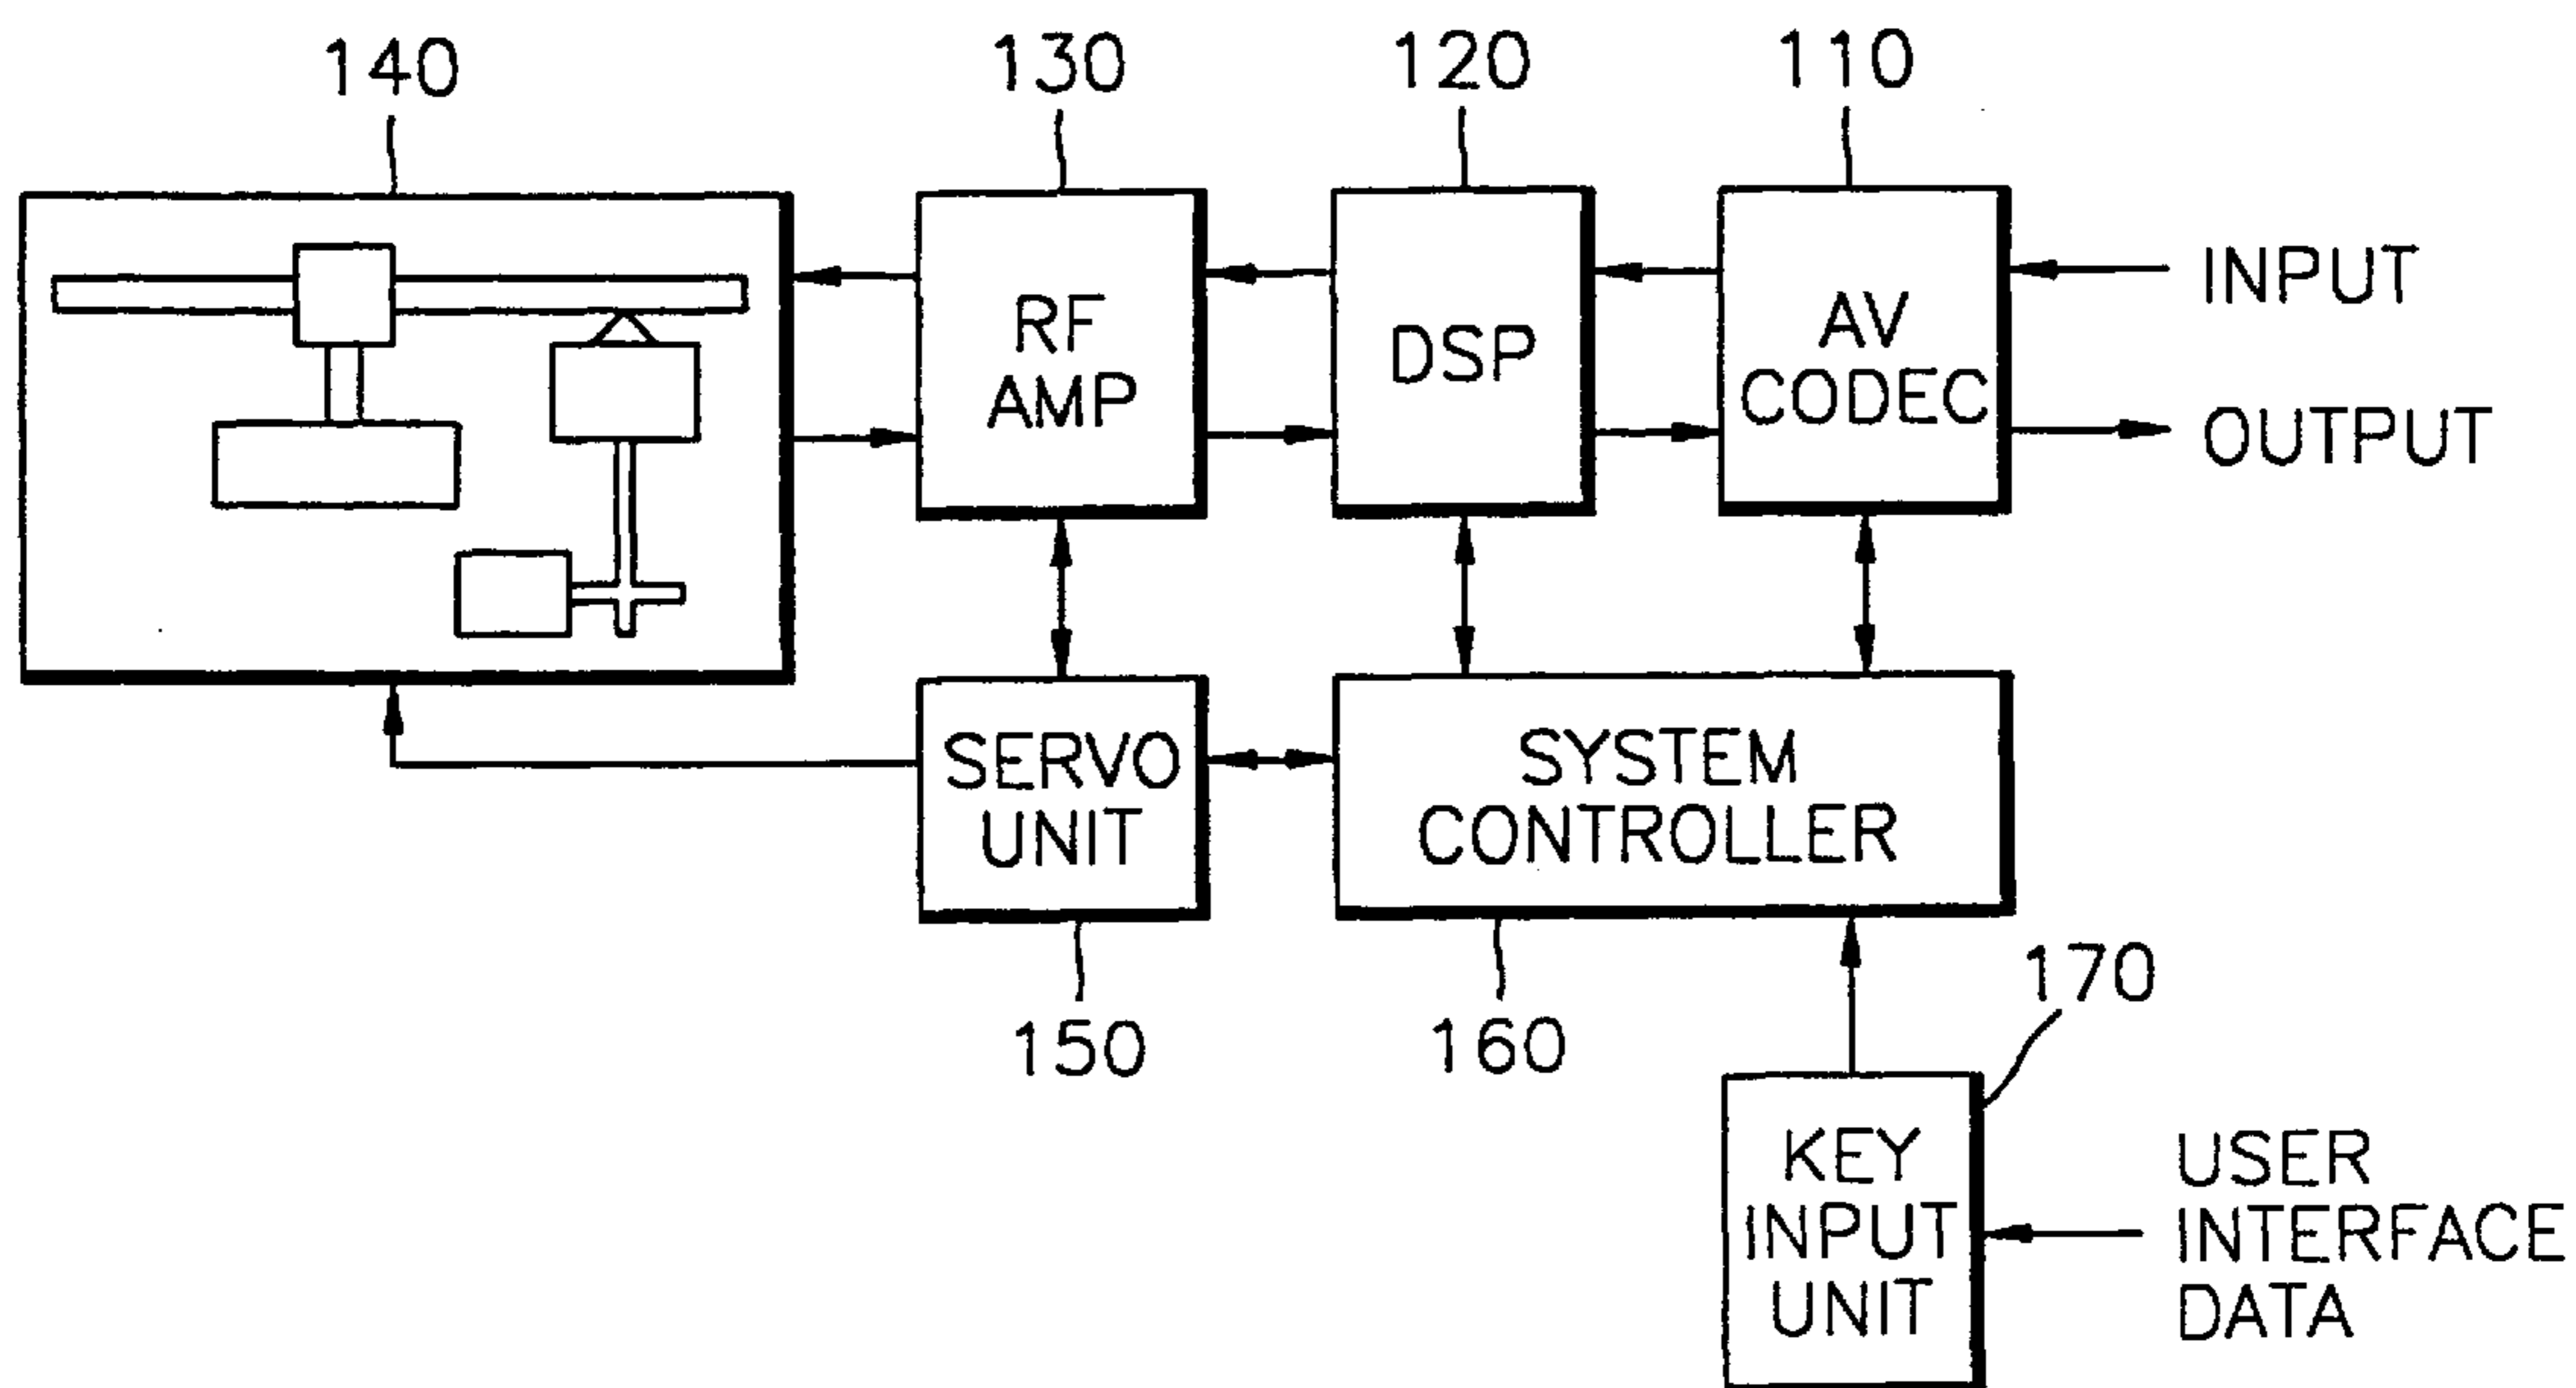 140
130
120
110
RF
AMP
DSP
AV
CODEC
INPUT
OUTPUT
SERVO
UNIT
SYSTEM
CONTROLLER
150
160
170
KEY
INPUT
UNIT
USER
INTERFACE
DATA